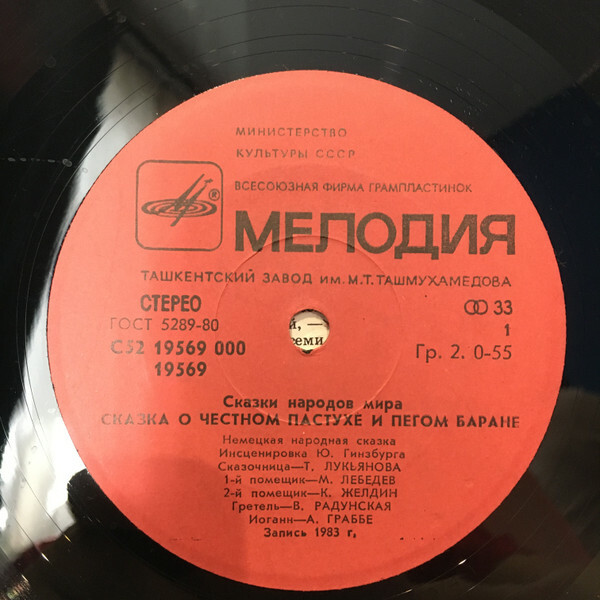 МИНИСТЕРСТВО
КУЛЬТУРЫ СССР
ВСЕСОЮЗНАЯ ФИРМА ГРАМПЛАСТИНОК
®
МЕЛОДИЯ
ТАШКЕНТСКИЙ ЗАВОД ИМ. М.Т. ТАШМУХАМЕДОВА
СТЕРЕО
33
ГОСТ 5289-80
1
С52 19569 000
Гр. 2. 0-55
19569
й, —
семи
Сказки народов мира
СКАЗКА О ЧЕСТНОМ ПАСТУХЕ И ПЕГОМ БАРАНЕ
Немецкая народная сказка
Инсценировка Ю. Гинзбурга
Сказочница—Т. ЛУКЬЯНОВА
1-й помещик—М. ЛЕБЕДЕВ
2-й помещик—К. ЖЕЛДИН
Гретель—В. РАДУНСКАЯ
Иоганн—А. ГРАББЕ
Запись 1983 г,